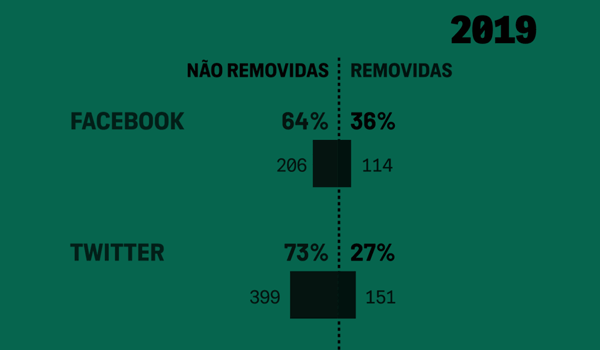 2019
NÃO REMOVIDAS REMOVIDAS
FACEBOOK 64% 36%
206 114
TWITTER 73% 27%
399 151